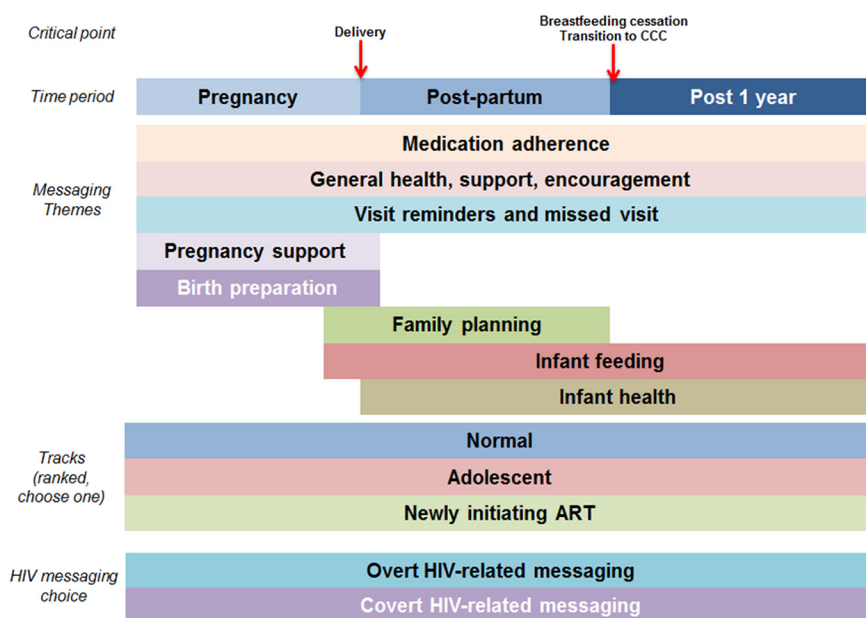 Critical point
Delivery
Breastfeeding cessation
Transition to CCC
Time period
Pregnancy
Post-partum
Post 1 year
Messaging
Themes
Medication adherence
General health, support, encouragement
Visit reminders and missed visit
Pregnancy support
Birth preparation
Family planning
Infant feeding
Infant health
Tracks
(ranked,
choose one)
Normal
Adolescent
Newly initiating ART
HIV messaging
choice
Overt HIV-related messaging
Covert HIV-related messaging